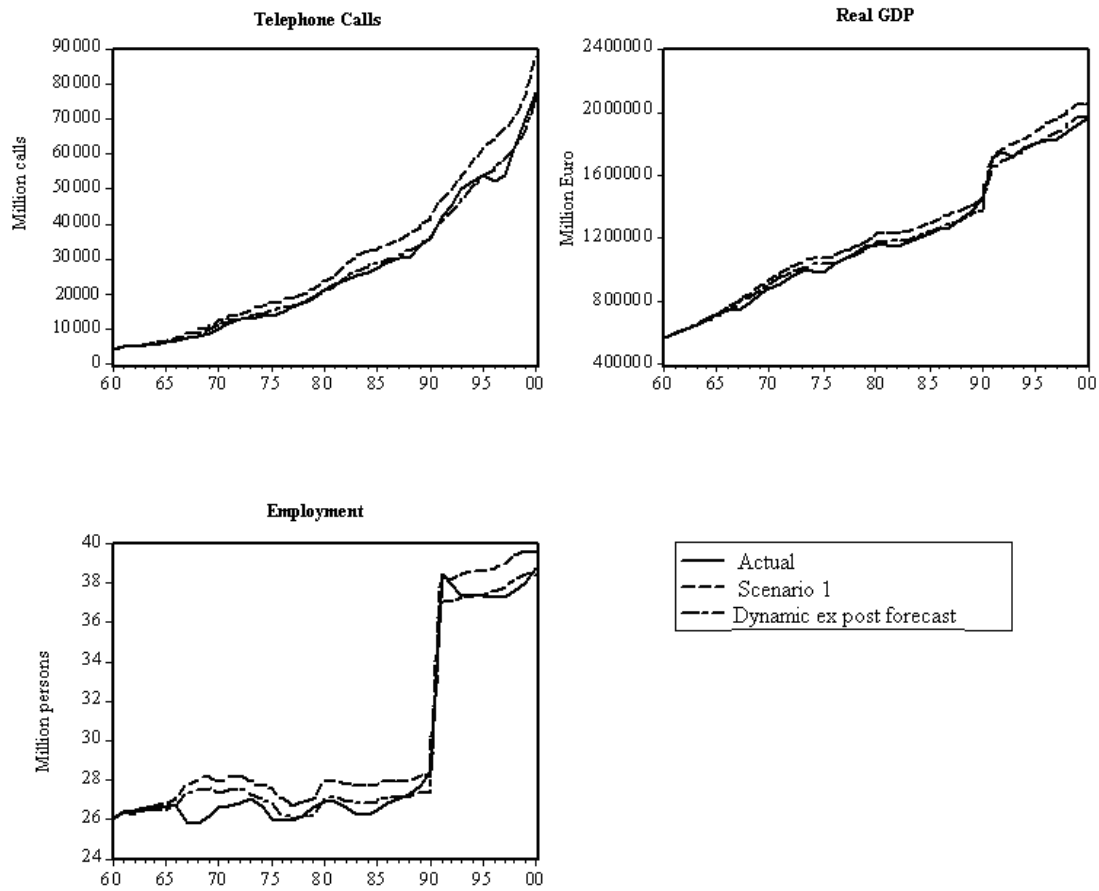 Telephone Calls
Million calls
90000
80000
70000
60000
50000
40000
30000
20000
10000
0
60 65 70 75 80 85 90 95 00
Real GDP
Million Euro
2400000
2000000
1600000
1200000
800000
400000
60 65 70 75 80 85 90 95 00
Employment
Million persons
40
38
36
34
32
30
28
26
24
60 65 70 75 80 85 90 95 00
Actual
Scenario 1
Dynamic ex post forecast